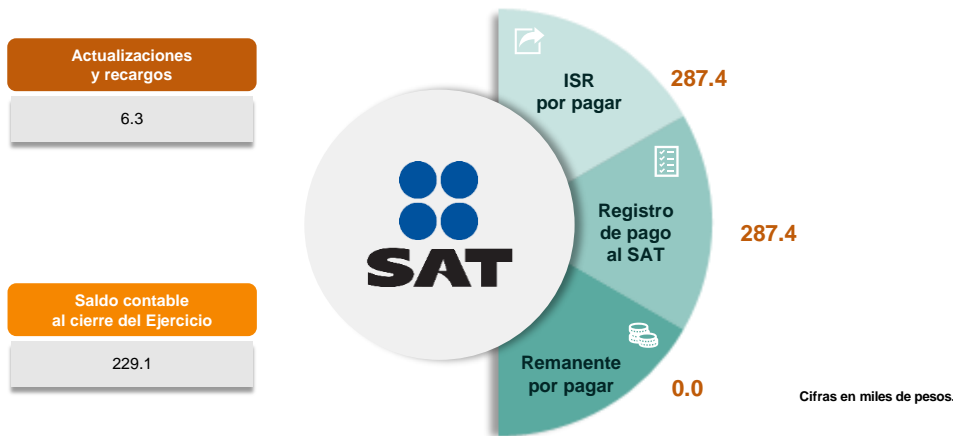 Actualizaciones
y recargos
6.3
Saldo contable
al cierre del Ejercicio
229.1
SAT
ISR
por pagar
287.4
Registro
de pago
al SAT
287.4
Remanente
por pagar
0.0
Cifras en miles de pesos.